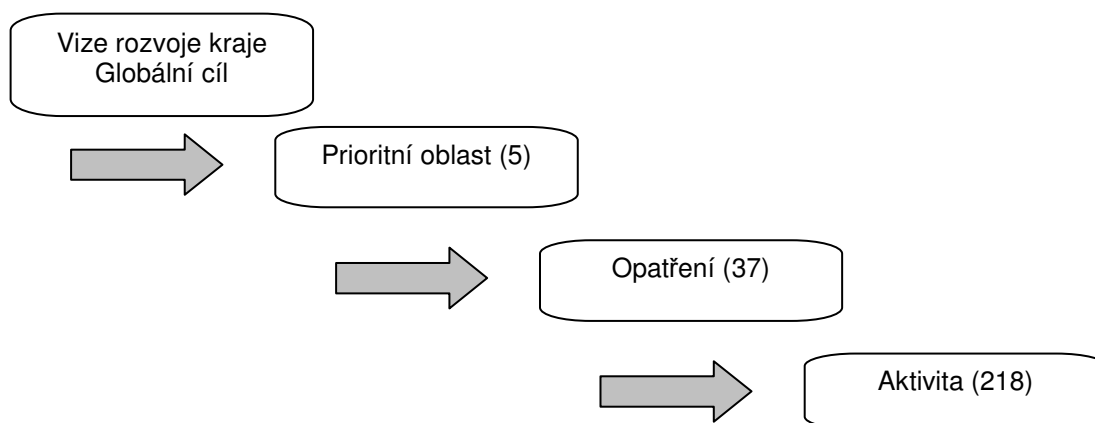 Vize rozvoje kraje
Globální cíl
Prioritní oblast (5)
Opatření (37)
Aktivita (218)